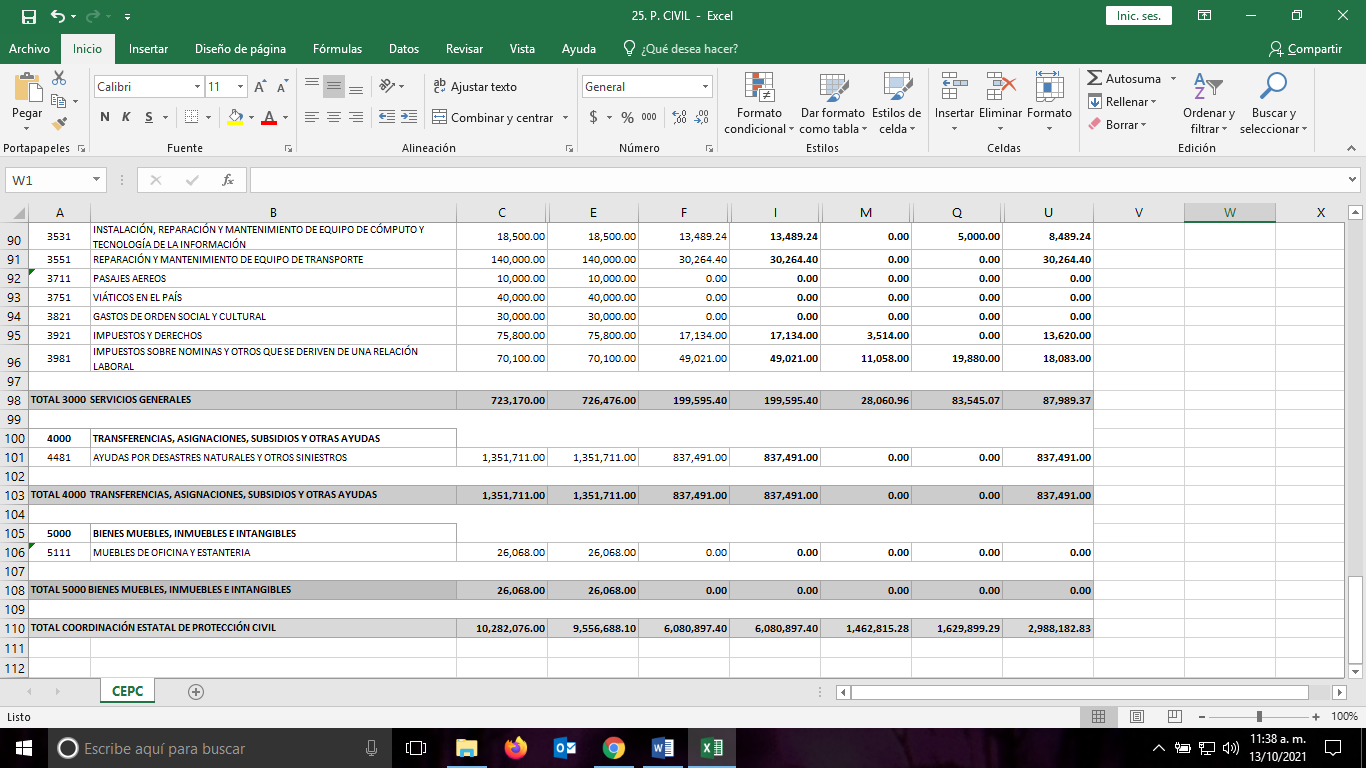 25. P. CIVIL - Excel
Inic. ses.
Archivo Inicio Insertar Diseño de página Fórmulas Datos Revisar Vista Ayuda ¿Qué desea hacer? Compartir
Pegar
Calibri 11
N K S
A
ab Ajustar texto
Combinar y centrar
General
$ % 000
Formato condicional
Dar formato como tabla
Estilos de celda
Insertar Eliminar Formato
Autosuma
Rellenar
Borrar
Ordenar y filtrar
Buscar y seleccionar
Portapapeles Fuente Alineación Número Estilos Celdas Edición
W1 fx
A B C E F I M Q U V W X
90 3531 INSTALACIÓN, REPARACIÓN Y MANTENIMIENTO DE EQUIPO DE CÓMPUTO Y
TECNOLOGÍA DE LA INFORMACIÓN 18,500.00 18,500.00 13,489.24 13,489.24 0.00 5,000.00 8,489.24
91 3551 REPARACIÓN Y MANTENIMIENTO DE EQUIPO DE TRANSPORTE 140,000.00 140,000.00 30,264.40 30,264.40 0.00 0.00 30,264.40
92 3711 PASAJES AEREOS 10,000.00 10,000.00 0.00 0.00 0.00 0.00 0.00
93 3751 VIÁTICOS EN EL PAÍS 40,000.00 40,000.00 0.00 0.00 0.00 0.00 0.00
94 3821 GASTOS DE ORDEN SOCIAL Y CULTURAL 30,000.00 30,000.00 0.00 0.00 0.00 0.00 0.00
95 3921 IMPUESTOS Y DERECHOS 75,800.00 75,800.00 17,134.00 17,134.00 3,514.00 0.00 13,620.00
96 3981 IMPUESTOS SOBRE NOMINAS Y OTROS QUE SE DERIVEN DE UNA RELACIÓN
LABORAL 70,100.00 70,100.00 49,021.00 49,021.00 11,058.00 19,880.00 18,083.00
97
98 TOTAL 3000 SERVICIOS GENERALES 723,170.00 726,476.00 199,595.40 199,595.40 28,060.96 83,545.07 87,989.37
99
100 4000 TRANSFERENCIAS, ASIGNACIONES, SUBSIDIOS Y OTRAS AYUDAS
101 4481 AYUDAS POR DESASTRES NATURALES Y OTROS SINIESTROS 1,351,711.00 1,351,711.00 837,491.00 837,491.00 0.00 0.00 837,491.00
102
103 TOTAL 4000 TRANSFERENCIAS, ASIGNACIONES, SUBSIDIOS Y OTRAS AYUDAS 1,351,711.00 1,351,711.00 837,491.00 837,491.00 0.00 0.00 837,491.00
104
105 5000 BIENES MUEBLES, INMUEBLES E INTANGIBLES
106 5111 MUEBLES DE OFICINA Y ESTANTERIA 26,068.00 26,068.00 0.00 0.00 0.00 0.00 0.00
107
108 TOTAL 5000 BIENES MUEBLES, INMUEBLES E INTANGIBLES 26,068.00 26,068.00 0.00 0.00 0.00 0.00 0.00
109
110 TOTAL COORDINACIÓN ESTATAL DE PROTECCIÓN CIVIL 10,282,076.00 9,556,688.10 6,080,897.40 6,080,897.40 1,462,815.28 1,629,899.29 2,988,182.83
111
112
CEPC
Listo 100%
Escribe aquí para buscar
11:38 a. m.
13/10/2021